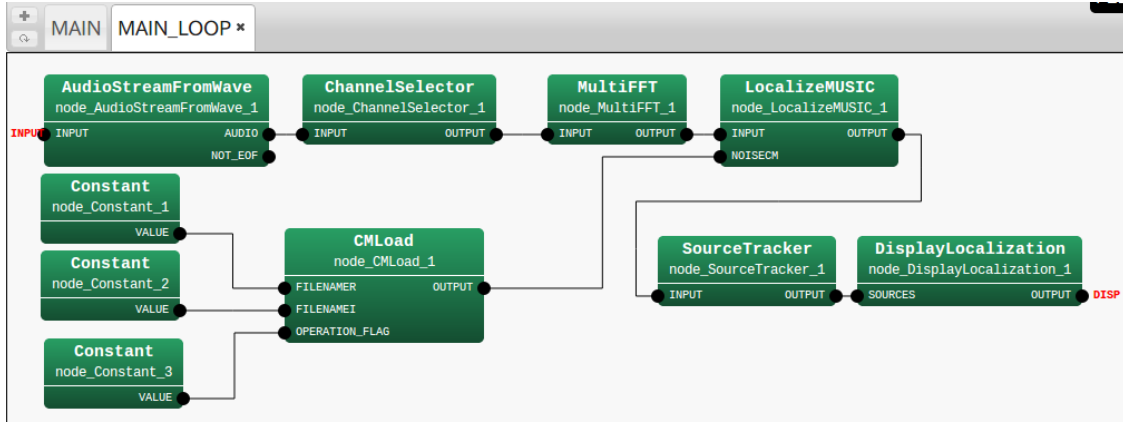 MAIN MAIN_LOOP ×
AudioStreamFromWave
node_AudioStreamFromWave_1
INPUT INPUT AUDIO
NOT_EOF
ChannelSelector
node_ChannelSelector_1
INPUT OUTPUT
MultiFFT
node_MultiFFT_1
INPUT OUTPUT
LocalizeMUSIC
node_LocalizeMUSIC_1
INPUT OUTPUT
NOISECM
Constant
node_Constant_1
VALUE
Constant
node_Constant_2
VALUE
Constant
node_Constant_3
VALUE
CMLoad
node_CMLoad_1
FILENAMER OUTPUT
FILENAMEI
OPERATION_FLAG
SourceTracker
node_SourceTracker_1
INPUT OUTPUT
DisplayLocalization
node_DisplayLocalization_1
SOURCES OUTPUT DISP